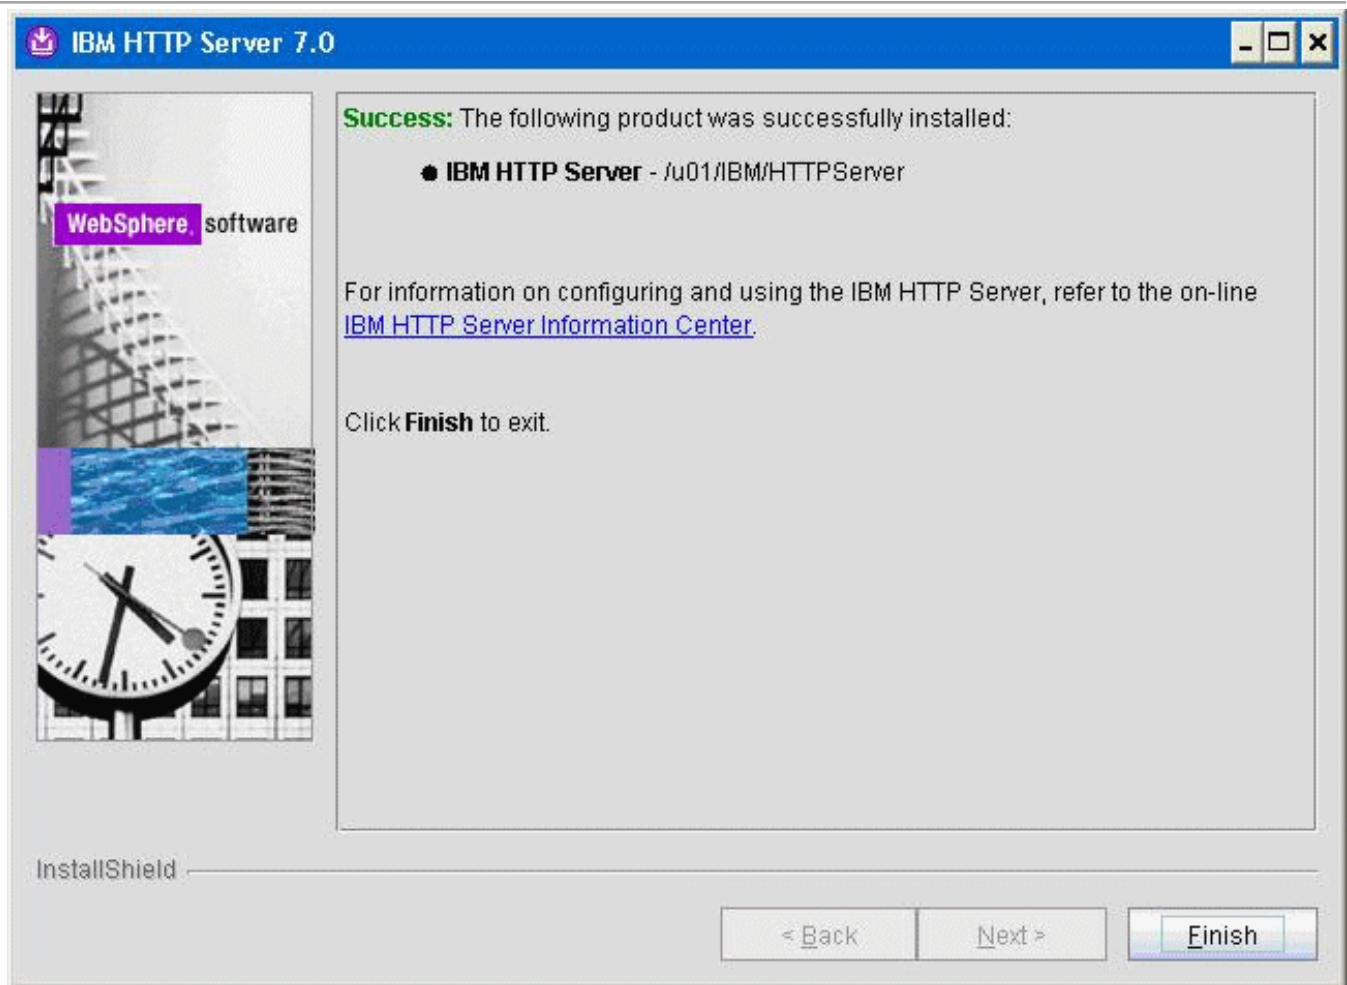 IBM HTTP Server 7.0
WebSphere. software
Success: The following product was successfully installed:
● IBM HTTP Server - /u01/IBM/HTTPServer
For information on configuring and using the IBM HTTP Server, refer to the on-line
IBM HTTP Server Information Center.
Click Finish to exit.
InstallShield
< Back Next > Finish